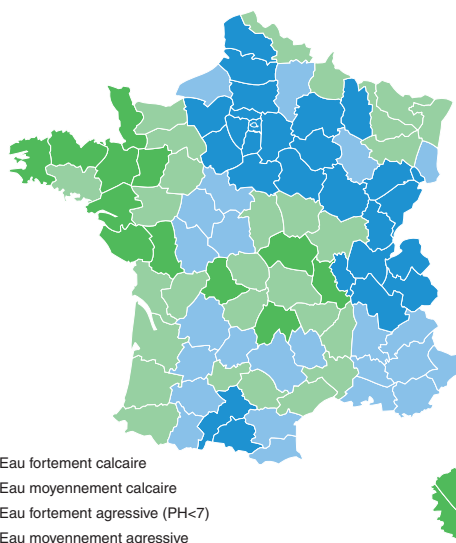 Eau fortement calcaire
Eau moyennement calcaire
Eau fortement agressive (PH<7)
Eau moyennement agressive